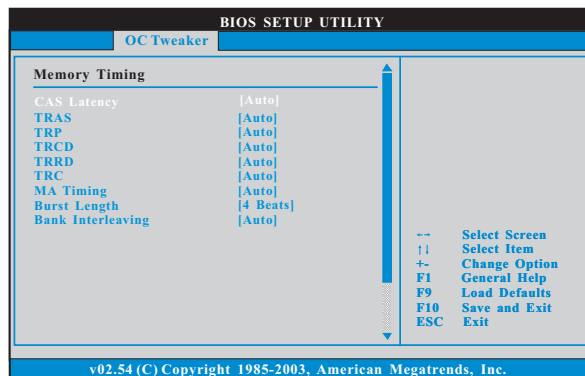 BIOS SETUP UTILITY
OC Tweaker
Memory Timing
CAS Latency [Auto]
TRAS [Auto]
TRP [Auto]
TRCD [Auto]
TRRD [Auto]
TRC [Auto]
MA Timing [Auto]
Burst Length [4 Beats]
Bank Interleaving [Auto]
←→ Select Screen
↑↓ Select Item
+- Change Option
F1 General Help
F9 Load Defaults
F10 Save and Exit
ESC Exit
v02.54 (C) Copyright 1985-2003, American Megatrends, Inc.